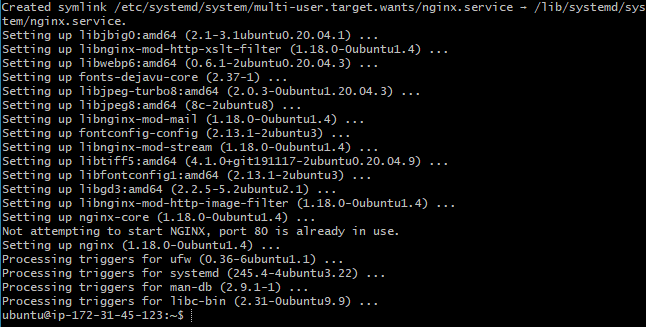 Created symlink /etc/systemd/system/multi-user.target.wants/nginx.service → /lib/systemd/sys
tem/nginx.service.
Setting up libjbig0:amd64 (2.1-3.1ubuntu0.20.04.1) ...
Setting up libnginx-mod-http-xslt-filter (1.18.0-0ubuntu1.4) ...
Setting up libwebp6:amd64 (0.6.1-2ubuntu0.20.04.3) ...
Setting up fonts-dejavu-core (2.37-1) ...
Setting up libjpeg-turbo8:amd64 (2.0.3-0ubuntu1.20.04.3) ...
Setting up libjpeg8:amd64 (8c-2ubuntu8) ...
Setting up libnginx-mod-mail (1.18.0-0ubuntu1.4) ...
Setting up fontconfig-config (2.13.1-2ubuntu3) ...
Setting up libnginx-mod-stream (1.18.0-0ubuntu1.4) ...
Setting up libtiff5:amd64 (4.1.0+git191117-2ubuntu0.20.04.9) ...
Setting up libfontconfig1:amd64 (2.13.1-2ubuntu3) ...
Setting up libgd3:amd64 (2.2.5-5.2ubuntu2.1) ...
Setting up libnginx-mod-http-image-filter (1.18.0-0ubuntu1.4) ...
Setting up nginx-core (1.18.0-0ubuntu1.4) ...
Not attempting to start NGINX, port 80 is already in use.
Setting up nginx (1.18.0-0ubuntu1.4) ...
Processing triggers for ufw (0.36-6ubuntu1.1) ...
Processing triggers for systemd (245.4-4ubuntu3.22) ...
Processing triggers for man-db (2.9.1-1) ...
Processing triggers for libc-bin (2.31-0ubuntu9.9) ...
ubuntu@ip-172-31-45-123:~$